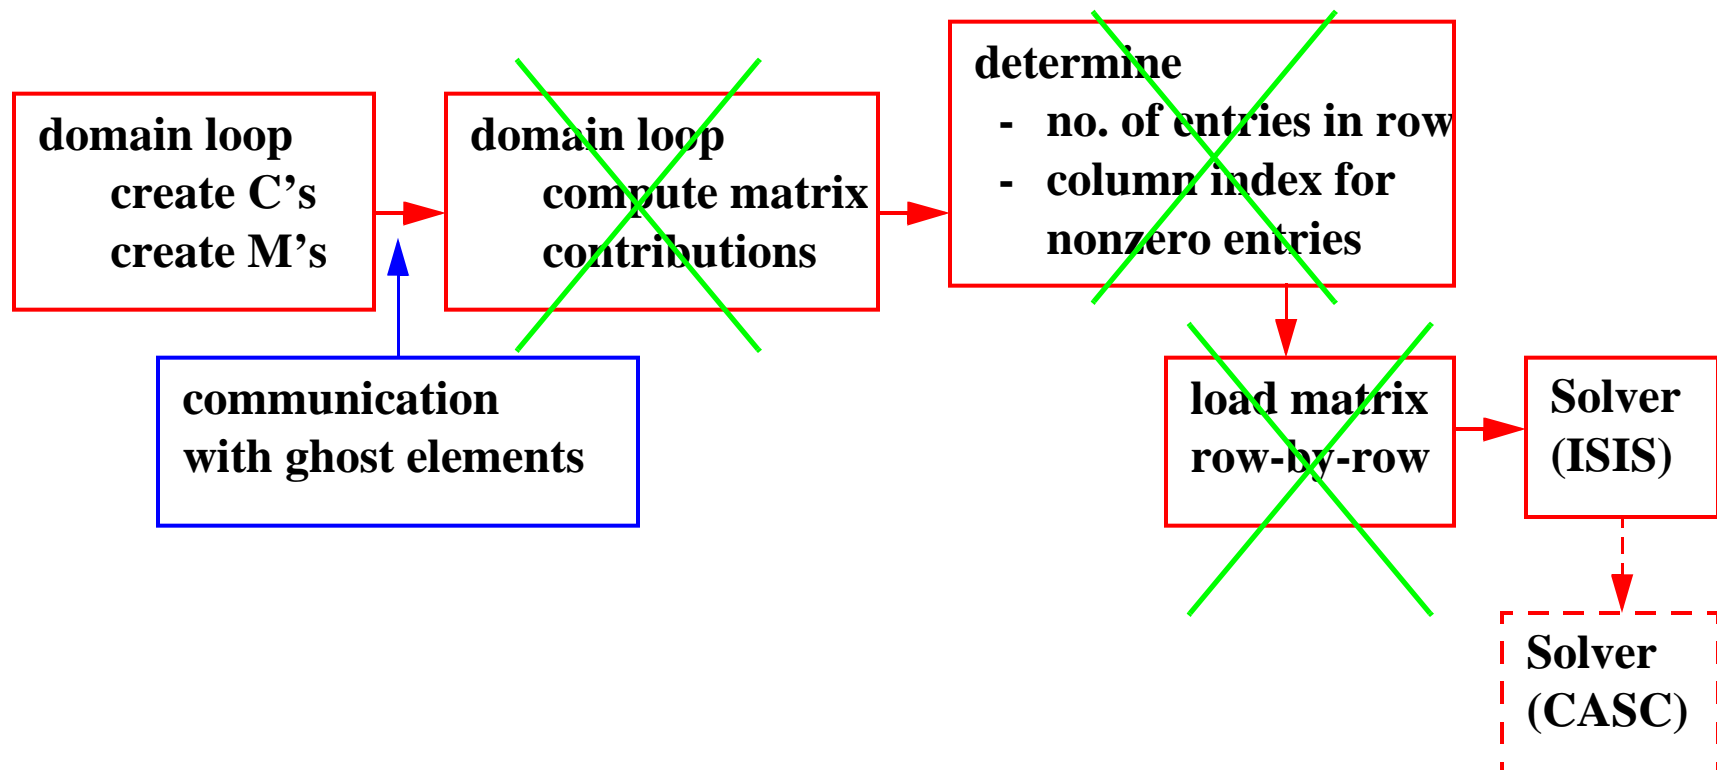 domain loop
create C's
create M's
domain loop
compute matrix
contributions
determine
- no. of entries in row
- column index for
nonzero entries
communication
with ghost elements
load matrix
row-by-row
Solver
(ISIS)
Solver
(CASC)